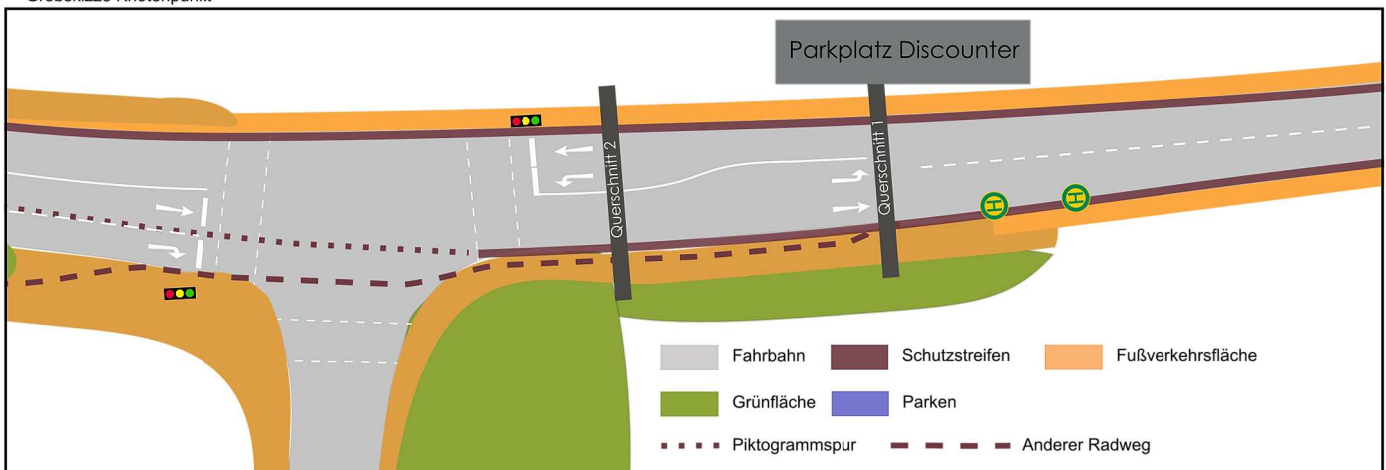 Parkplatz Discounter
Querschnitt 2
Querschnitt 1
H
H
Fahrbahn
Schutzstreifen
Fußverkehrsfläche
Grünfläche
Parken
Piktogrammspur
Anderer Radweg